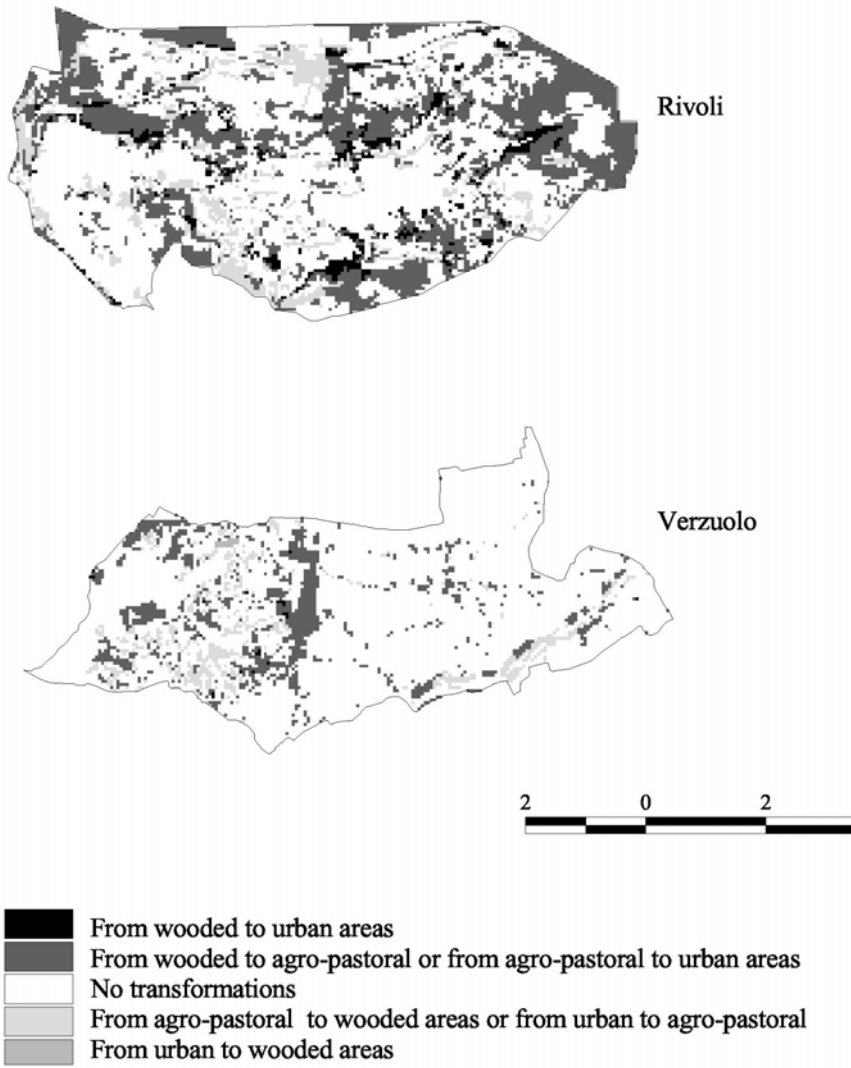 Rivoli
Verzuolo
2 0 2
From wooded to urban areas
From wooded to agro-pastoral or from agro-pastoral to urban areas
No transformations
From agro-pastoral to wooded areas or from urban to agro-pastoral
From urban to wooded areas